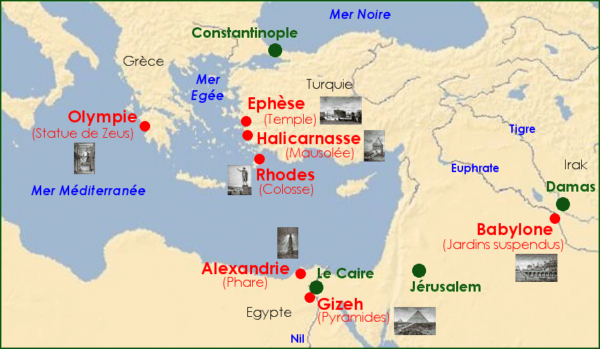 Mer Noire
Constantinople
Grèce
Mer
Egée
Turquie
Ephèse
(Temple)
Olympie
(Statue de Zeus)
Halicarnasse
(Mausolée)
Tigre
Irak
Euphrate
Rhodes
(Colosse)
Damas
Mer Méditerranée
Babylone
(Jardins suspendus)
Alexandrie
(Phare)
Le Caire
Jérusalem
Gizeh
(Pyramides)
Egypte
Nil